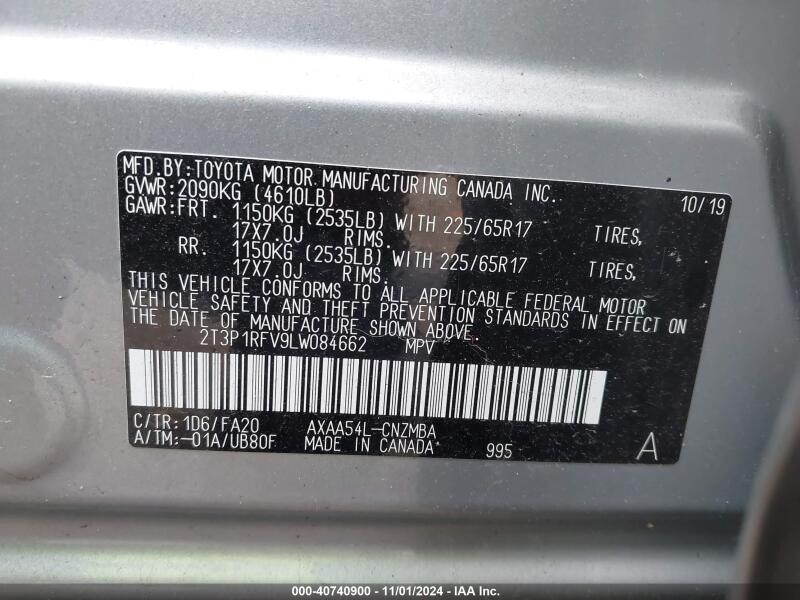 MFD.BY:TOYOTA MOTOR MANUFACTURING CANADA INC. 10/19
GVWR:2090KG (4610LB)
GAWR:FRT. 1150KG (2535LB) WITH 225/65R17 TIRES,
17X7.0J RIMS.
RR. 1150KG (2535LB) WITH 225/65R17 TIRES,
17X7.0J RIMS.
THIS VEHICLE CONFORMS TO ALL APPLICABLE FEDERAL MOTOR
VEHICLE SAFETY AND THEFT PREVENTION STANDARDS IN EFFECT ON
THE DATE OF MANUFACTURE SHOWN ABOVE.
2T3P1RFV9LW084662 MPV
C/TR:1D6/FA20 AXAA54L-CNZMBA
A/TM:-01A/UB80F MADE IN CANADA* 995 A
000-40740900 - 11/01/2024 - IAA Inc.